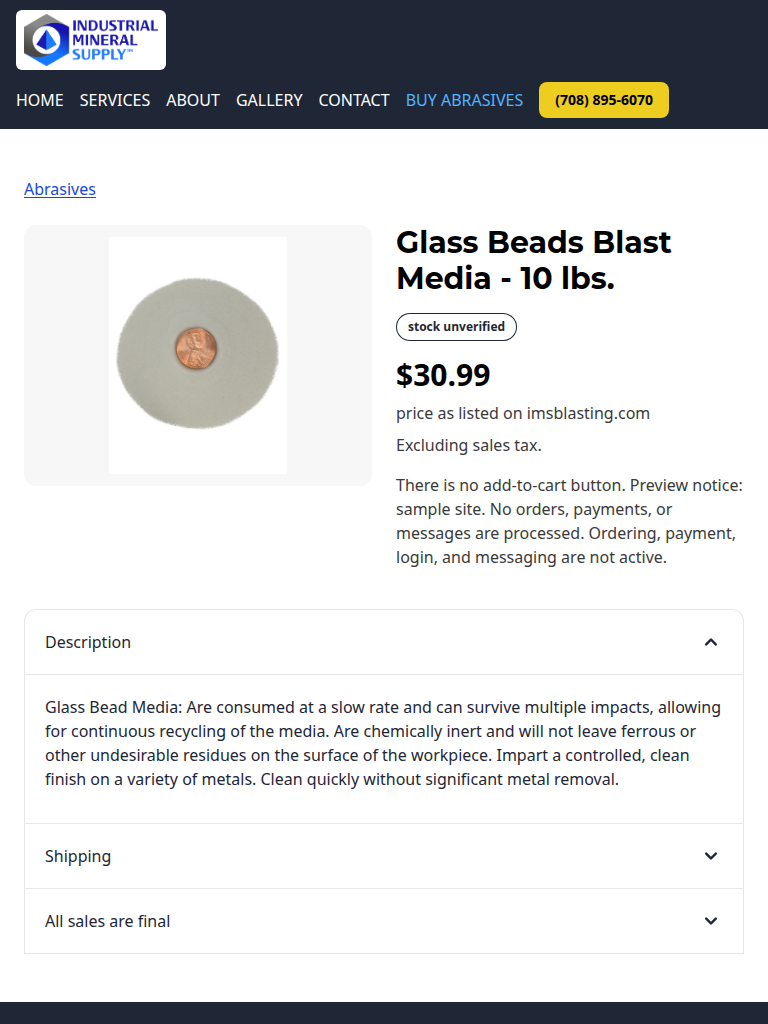 INDUSTRIAL
MINERAL
SUPPLY™
HOME SERVICES ABOUT GALLERY CONTACT BUY ABRASIVES (708) 895-6070
Abrasives
Glass Beads Blast
Media - 10 lbs.
stock unverified
$30.99
price as listed on imsblasting.com
Excluding sales tax.
There is no add-to-cart button. Preview notice:
sample site. No orders, payments, or
messages are processed. Ordering, payment,
login, and messaging are not active.
Description
Glass Bead Media: Are consumed at a slow rate and can survive multiple impacts, allowing
for continuous recycling of the media. Are chemically inert and will not leave ferrous or
other undesirable residues on the surface of the workpiece. Impart a controlled, clean
finish on a variety of metals. Clean quickly without significant metal removal.
Shipping
All sales are final